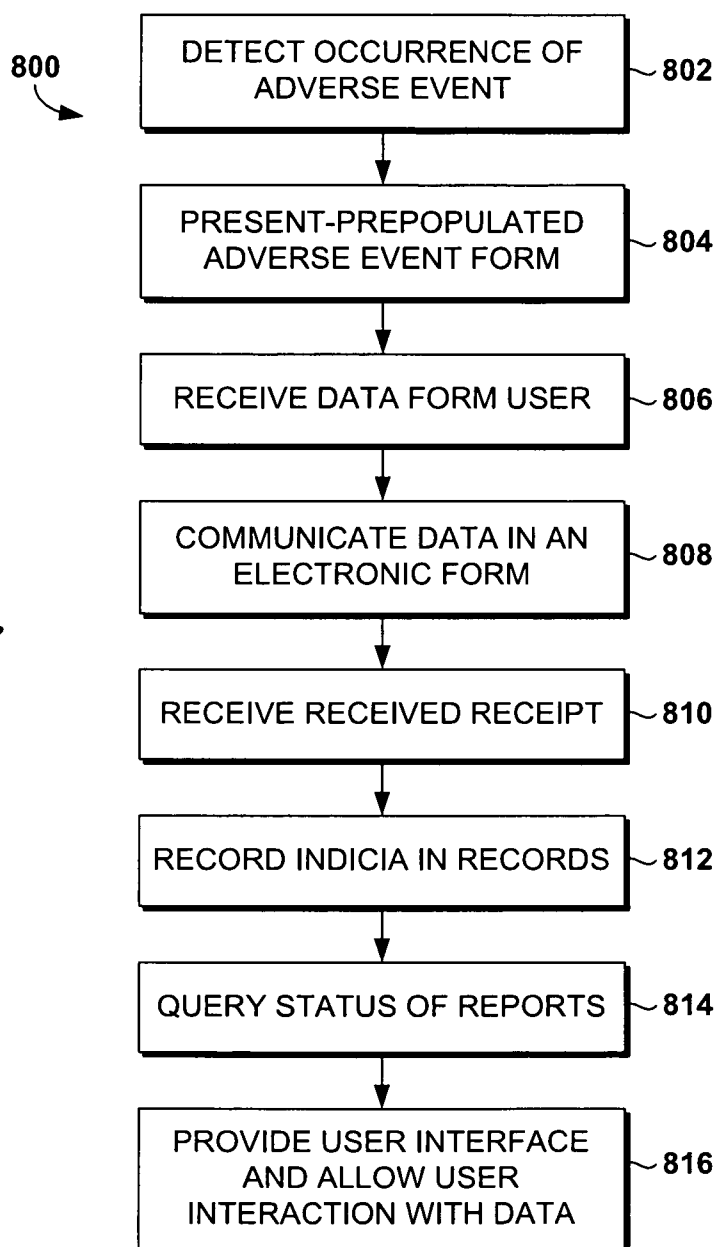 800
DETECT OCCURRENCE OF
ADVERSE EVENT
802
PRESENT-PREPOPULATED
ADVERSE EVENT FORM
804
RECEIVE DATA FORM USER
806
COMMUNICATE DATA IN AN
ELECTRONIC FORM
808
RECEIVE RECEIVED RECEIPT
810
RECORD INDICIA IN RECORDS
812
QUERY STATUS OF REPORTS
814
PROVIDE USER INTERFACE
AND ALLOW USER
INTERACTION WITH DATA
816